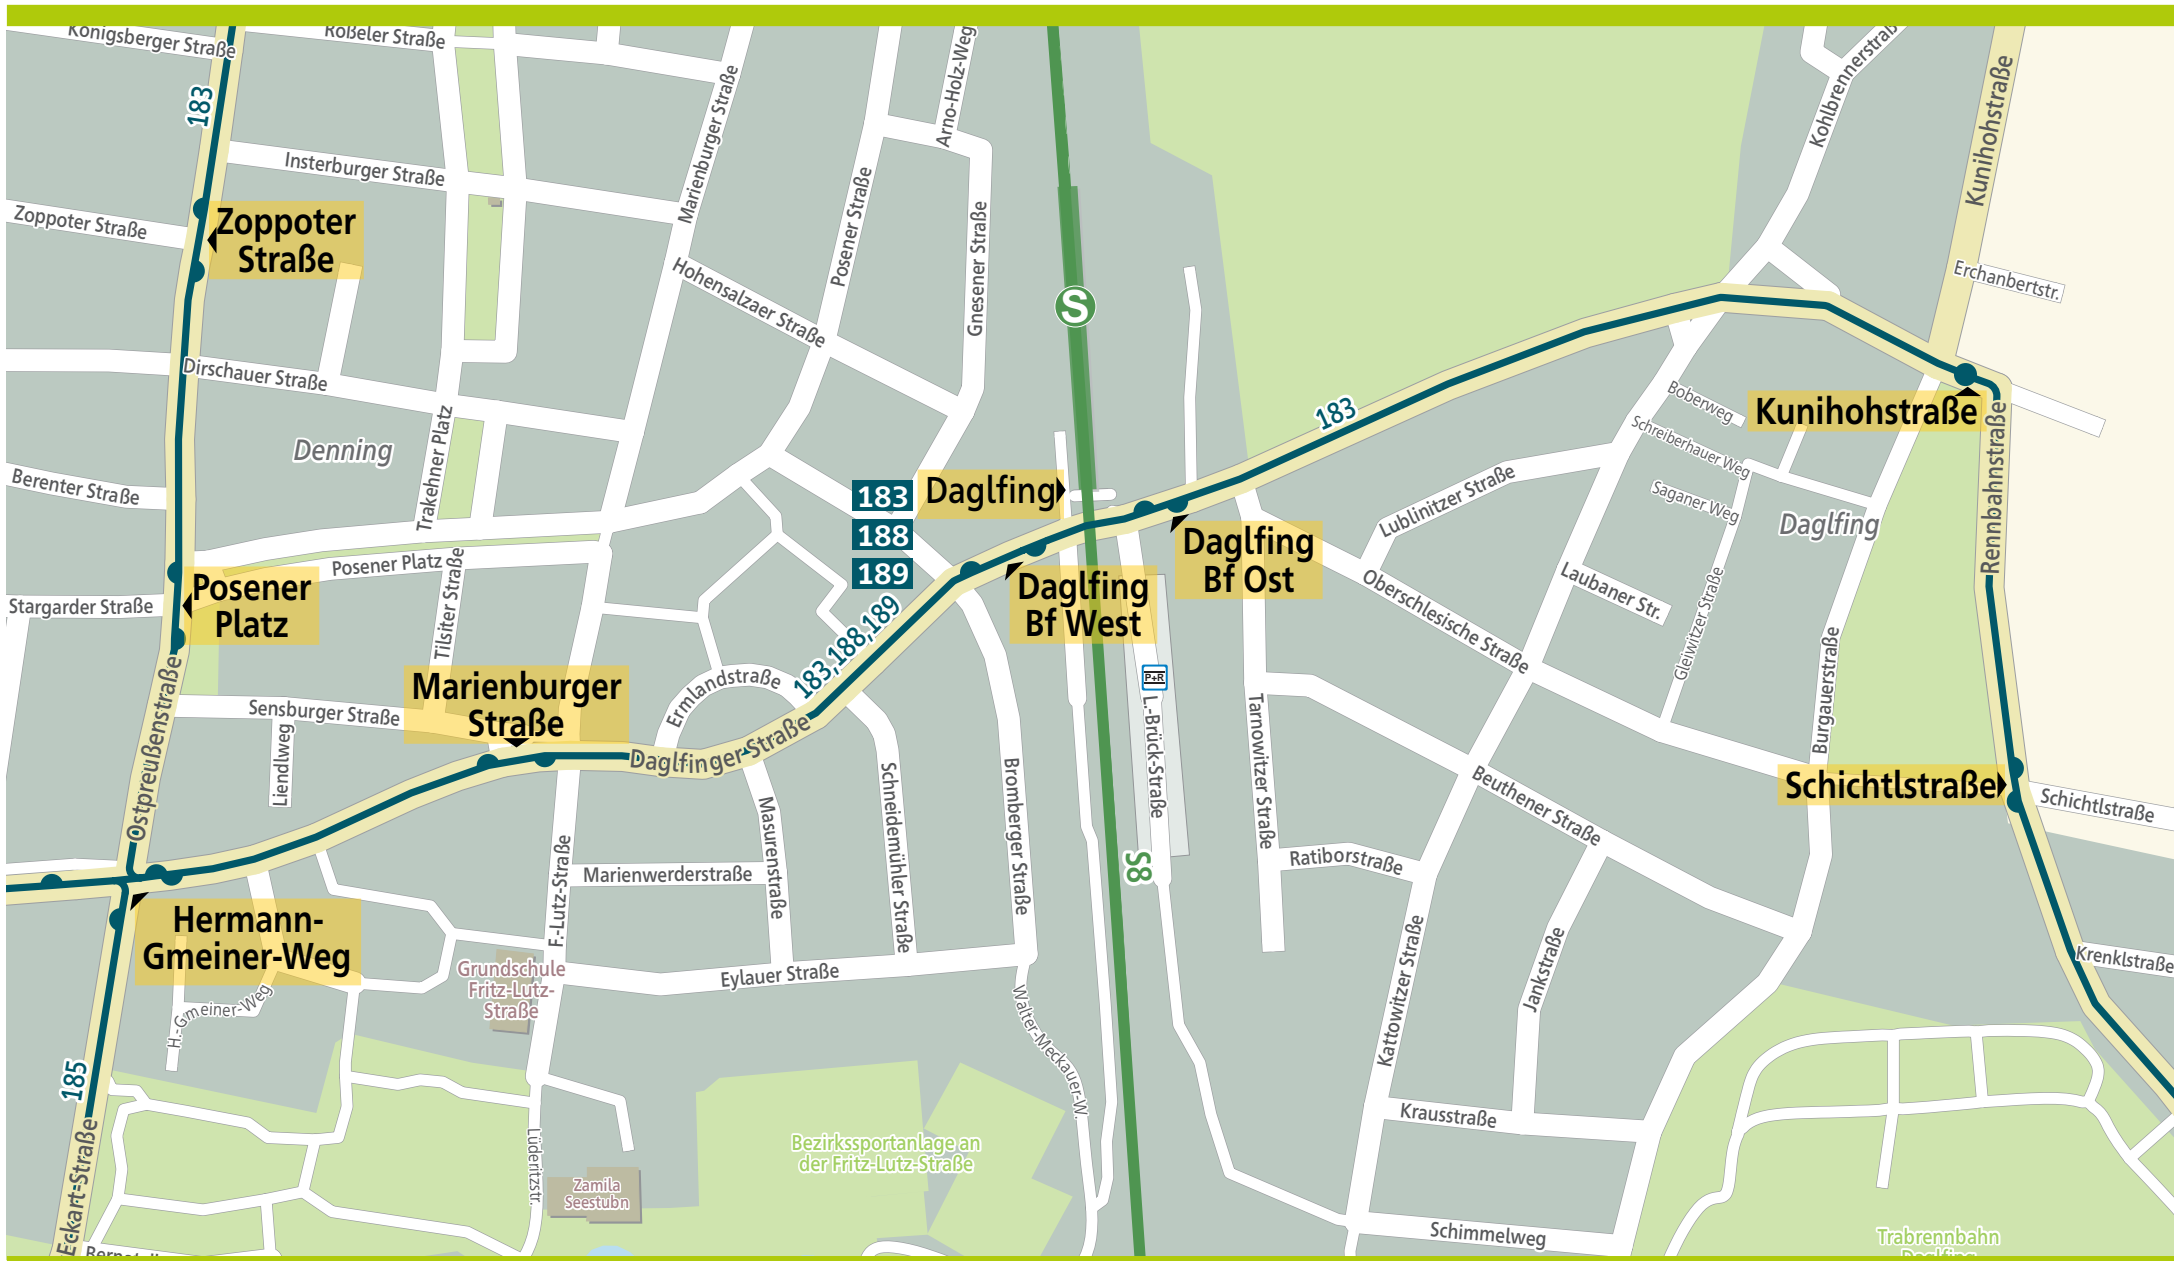 Königsberger Straße
Rößeler Straße
183
Insterburger Straße
Zoppoter Straße
Zoppoter
Straße
Marienburger Straße
Posener Straße
Arno-Holz-Weg
Gnesener Straße
Hohensalzaer Straße
S
Kohlbrennerstraß
Kunihohstraße
Erchanbertstr.
Dirschauer Straße
Denning
Trakehner Platz
Berenter Straße
183
188
189
Daglfing
183
Boberweg
Schreiberhauer Weg
Saganer Weg
Kunihohstraße
Rennbahnstraße
Lublinitzer Straße
Daglfing
Daglfing
Bf Ost
Daglfing
Bf West
Posener Platz
Posener
Platz
Stargarder Straße
Tilsiter Straße
Ostpreußenstraße
Marienburger
Straße
Sensburger Straße
Liendlweg
Ermlandstraße
183,188,189
Daglfinger Straße
Oberschlesische Straße
Laubaner Str.
Gleiwitzer Straße
Burgauerstraße
P+R
L.-Brück-Straße
Tarnowitzer Straße
Beuthener Straße
Schichtlstraße
Schichtlstraße
Masurenstraße
Schneidemühler Straße
Bromberger Straße
F.-Lutz-Straße
Marienwerderstraße
S8
Ratiborstraße
Hermann-
Gmeiner-Weg
H.-Gmeiner-Weg
Grundschule
Fritz-Lutz-
Straße
Eylauer Straße
Walter-Meckauer-W.
Kattowitzer Straße
Jankstraße
Krenklstraße
185
Eckart-Straße
Lüderitzstr.
Zamila
Seestubn
Bezirkssportanlage an
der Fritz-Lutz-Straße
Krausstraße
Schimmelweg
Trabrennbahn
Daglfing